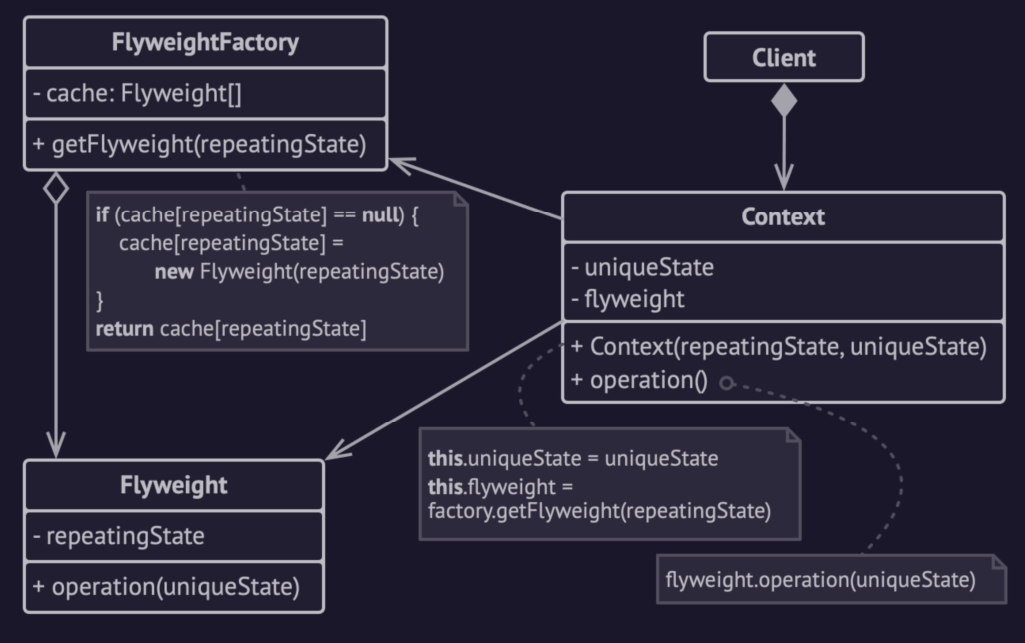 FlyweightFactory
- cache: Flyweight[]
+ getFlyweight(repeatingState)
if (cache[repeatingState] == null) {
cache[repeatingState] =
new Flyweight(repeatingState)
}
return cache[repeatingState]
Client
Context
- uniqueState
- flyweight
+ Context(repeatingState, uniqueState)
+ operation()
this.uniqueState = uniqueState
this.flyweight =
factory.getFlyweight(repeatingState)
flyweight.operation(uniqueState)
Flyweight
- repeatingState
+ operation(uniqueState)